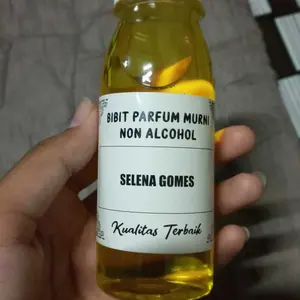 BIBIT PARFUM MURNI
NON ALCOHOL
SELENA GOMES
Kualitas Terbaik